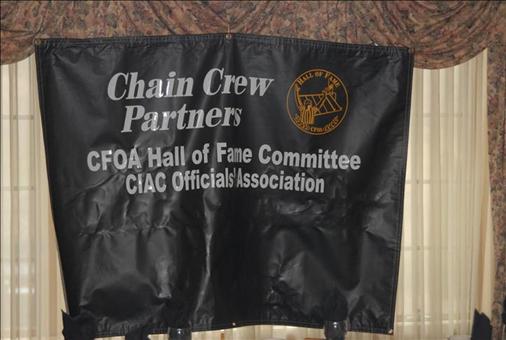 Chain Crew
Partners
HALL OF FAME
CFOA Hall of Fame Committee
CIAC Officials' Association